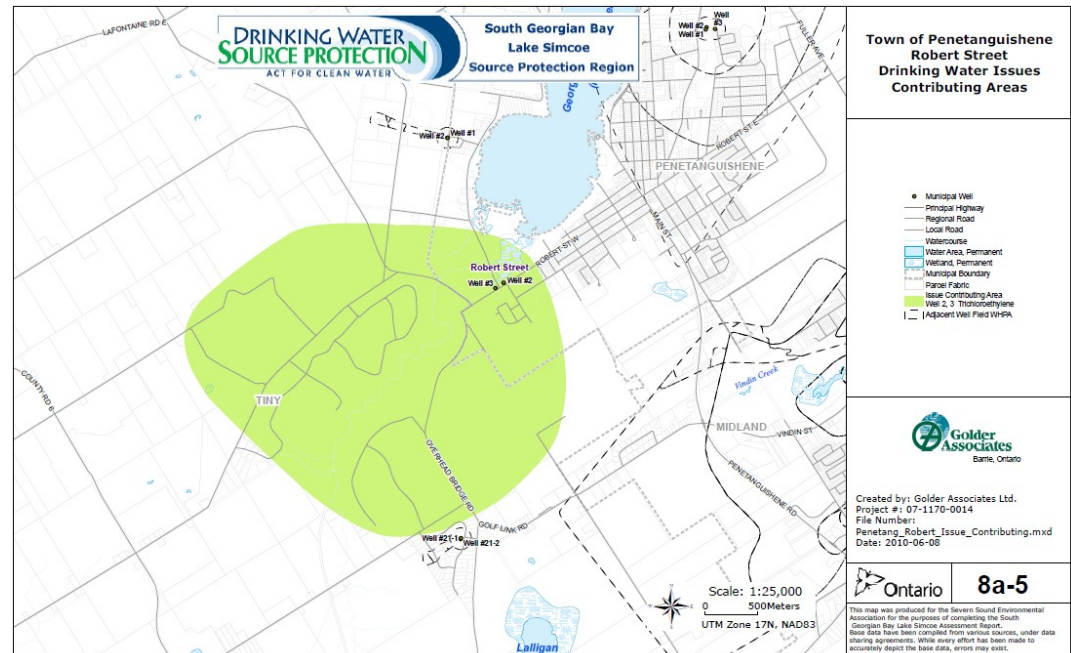 LAFONTAINE RD E
DRINKING WATER
SOURCE PROTECTION
ACT FOR CLEAN WATER
South Georgian Bay
Lake Simcoe
Source Protection Region
Georg
Well
#3
Well #2
Well #1
FULLER AVE
Well #1
Well #2
ROBERT ST E
PENETANGUISHENE
MAIN ST
ROBERT ST W
Robert Street
Well #3
Well #2
COUNTY RD 6
TINY
Vindin Creek
MIDLAND
VINDIN ST
OVERHEAD BRIDGE RD
PENETANGUISHENE RD
GOLF LINK RD
Well #21-1
Well #21-2
Lalligan
Scale: 1:25,000
0 500Meters
UTM Zone 17N, NAD83
Town of Penetanguishene
Robert Street
Drinking Water Issues
Contributing Areas
Municipal Well
Principal Highway
Regional Road
Local Road
Watercourse
Water Area, Permanent
Wetland, Permanent
Municipal Boundary
Parcel Fabric
Issue Contributing Area
Well 2, 3 Trichloroethylene
Adjacent Well Field WHPA
Golder
Associates
Barrie, Ontario
Created by: Golder Associates Ltd.
Project #: 07-1170-0014
File Number:
Penetang_Robert_Issue_Contributing.mxd
Date: 2010-06-08
Ontario
8a-5
This map was produced for the Severn Sound Environmental
Association for the purposes of completing the South
Georgian Bay Lake Simcoe Assessment Report.
Base data have been compiled from various sources, under data
sharing agreements. While every effort has been made to
accurately depict the base data, errors may exist.